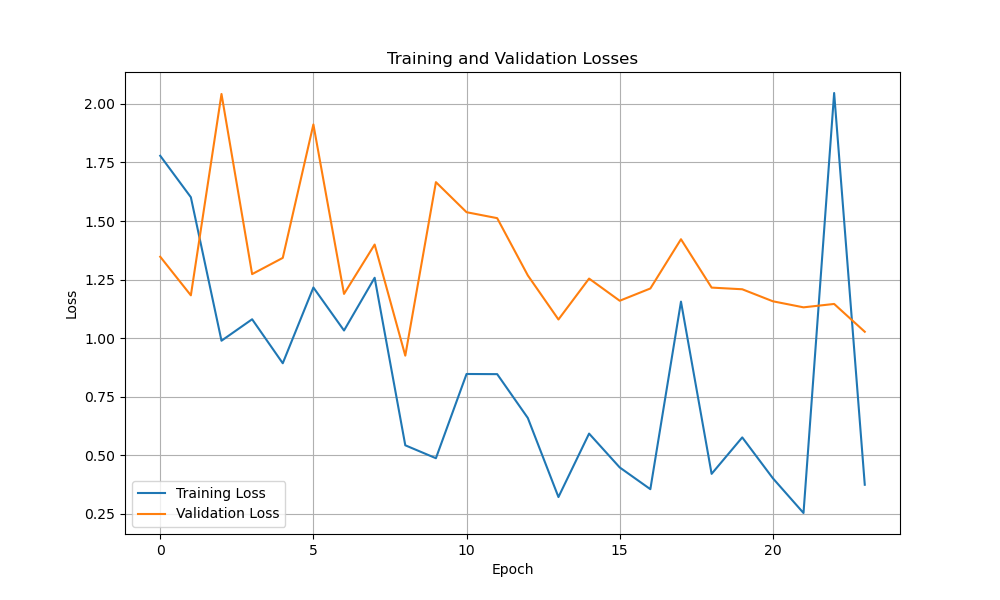 Training and Validation Losses
Loss
2.00
1.75
1.50
1.25
1.00
0.75
0.50
0.25
Training Loss
Validation Loss
0 5 10 15 20
Epoch